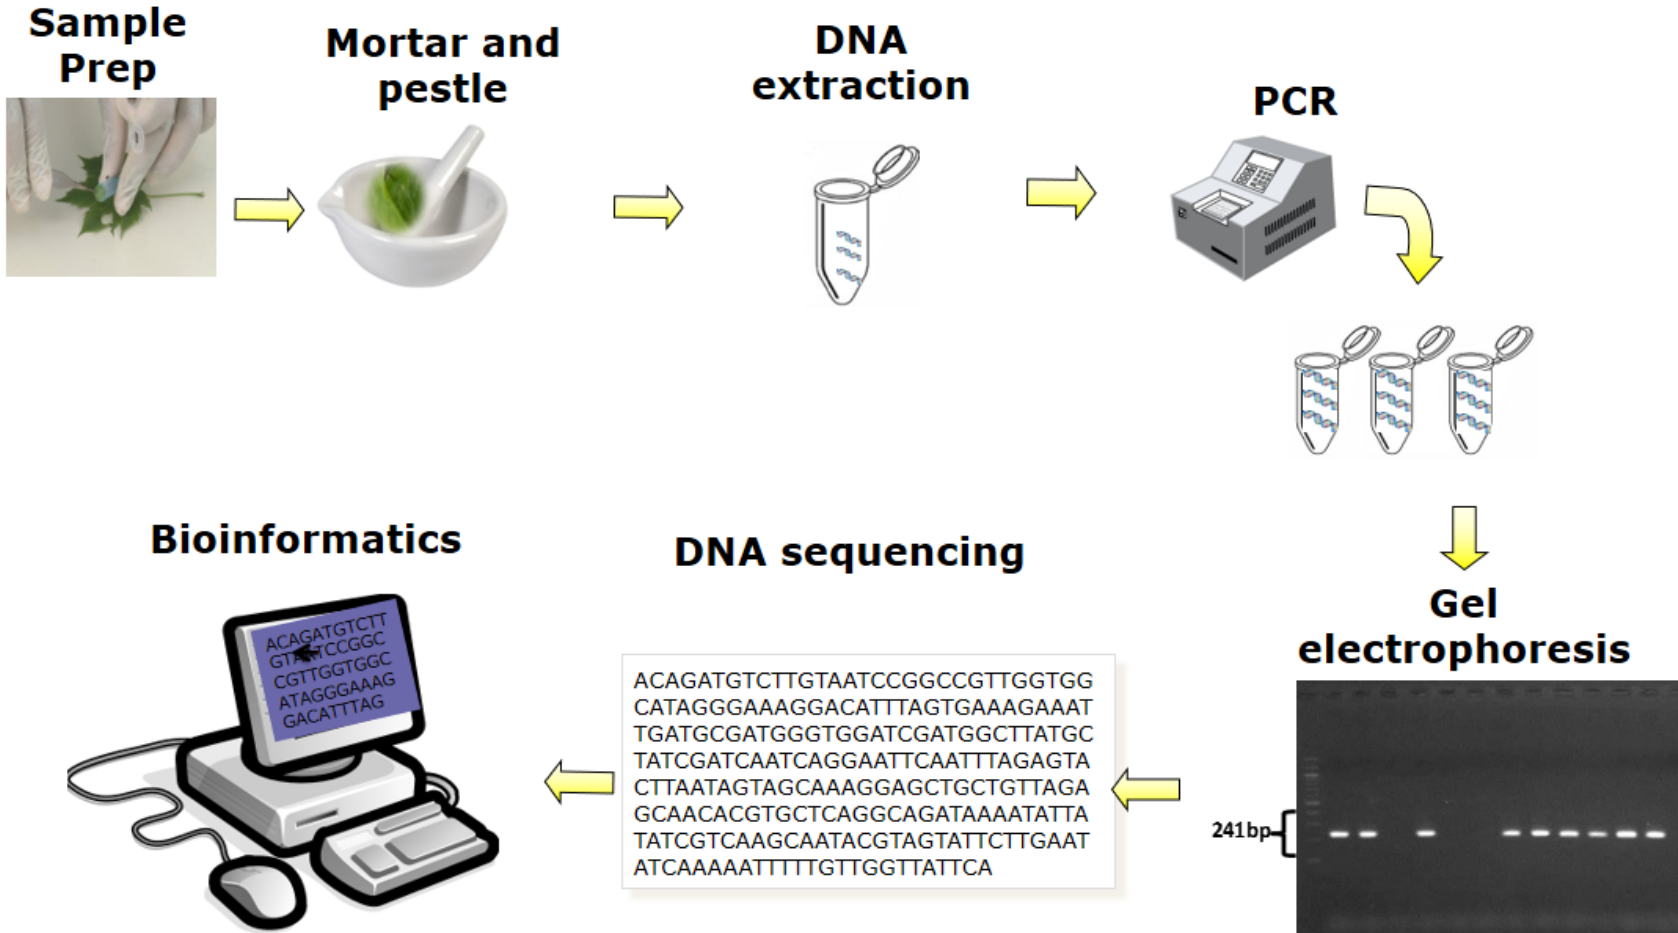 Sample
Prep
Mortar and
pestle
DNA
extraction
PCR
Gel
electrophoresis
241bp
DNA sequencing
ACAGATGTCTTGTAATCCGGCCGTTGGTGG
CATAGGGAAAGGACATTTAGTGAAAGAAAT
TGATGCGATGGGTGGATCGATGGCTTATGC
TATCGATCAATCAGGAATTCAATTTAGAGTA
CTTAATAGTAGCAAAGGAGCTGCTGTTAGA
GCAACACGTGCTCAGGCAGATAAAATATTA
TATCGTCAAGCAATACGTAGTATTCTTGAAT
ATCAAAAATTTTTGTTGGTTATTCA
Bioinformatics
ACAGATGTCTT
CGTTGGTGGC
ATAGGGAAAG
GACATTTAG